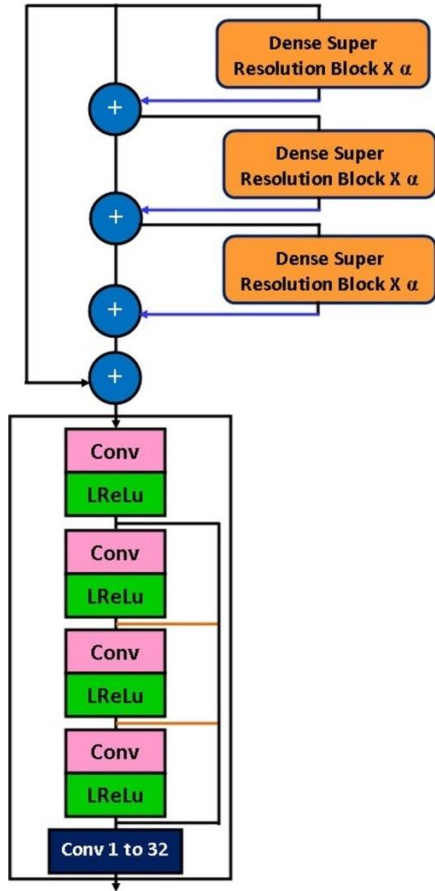 Dense Super
Resolution Block X α
+
Dense Super
Resolution Block X α
+
Dense Super
Resolution Block X α
+
+
Conv
LReLu
Conv
LReLu
Conv
LReLu
Conv
LReLu
Conv 1 to 32